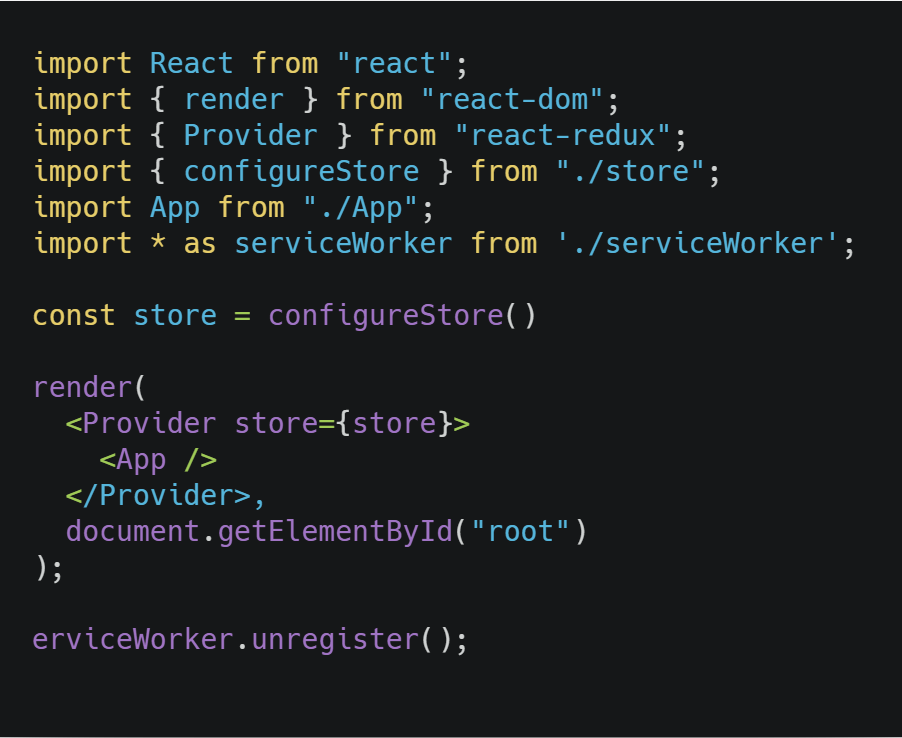 import React from "react";
import { render } from "react-dom";
import { Provider } from "react-redux";
import { configureStore } from "./store";
import App from "./App";
import * as serviceWorker from './serviceWorker';

const store = configureStore()

render(
  <Provider store={store}>
    <App />
  </Provider>,
  document.getElementById("root")
);

erviceWorker.unregister();